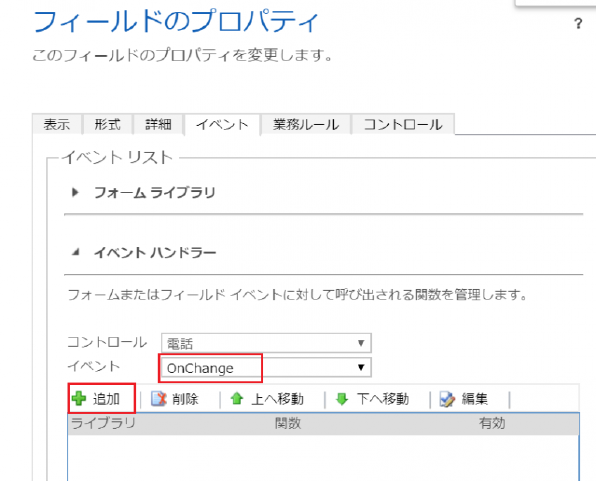 フィールドのプロパティ
?
このフィールドのプロパティを変更します。
表示 形式 詳細 イベント 業務ルール コントロール
イベント リスト
フォーム ライブラリ
イベント ハンドラー
フォームまたはフィールド イベントに対して呼び出される関数を管理します。
コントロール 電話
イベント OnChange
追加 削除 上へ移動 下へ移動 編集
ライブラリ 関数 有効